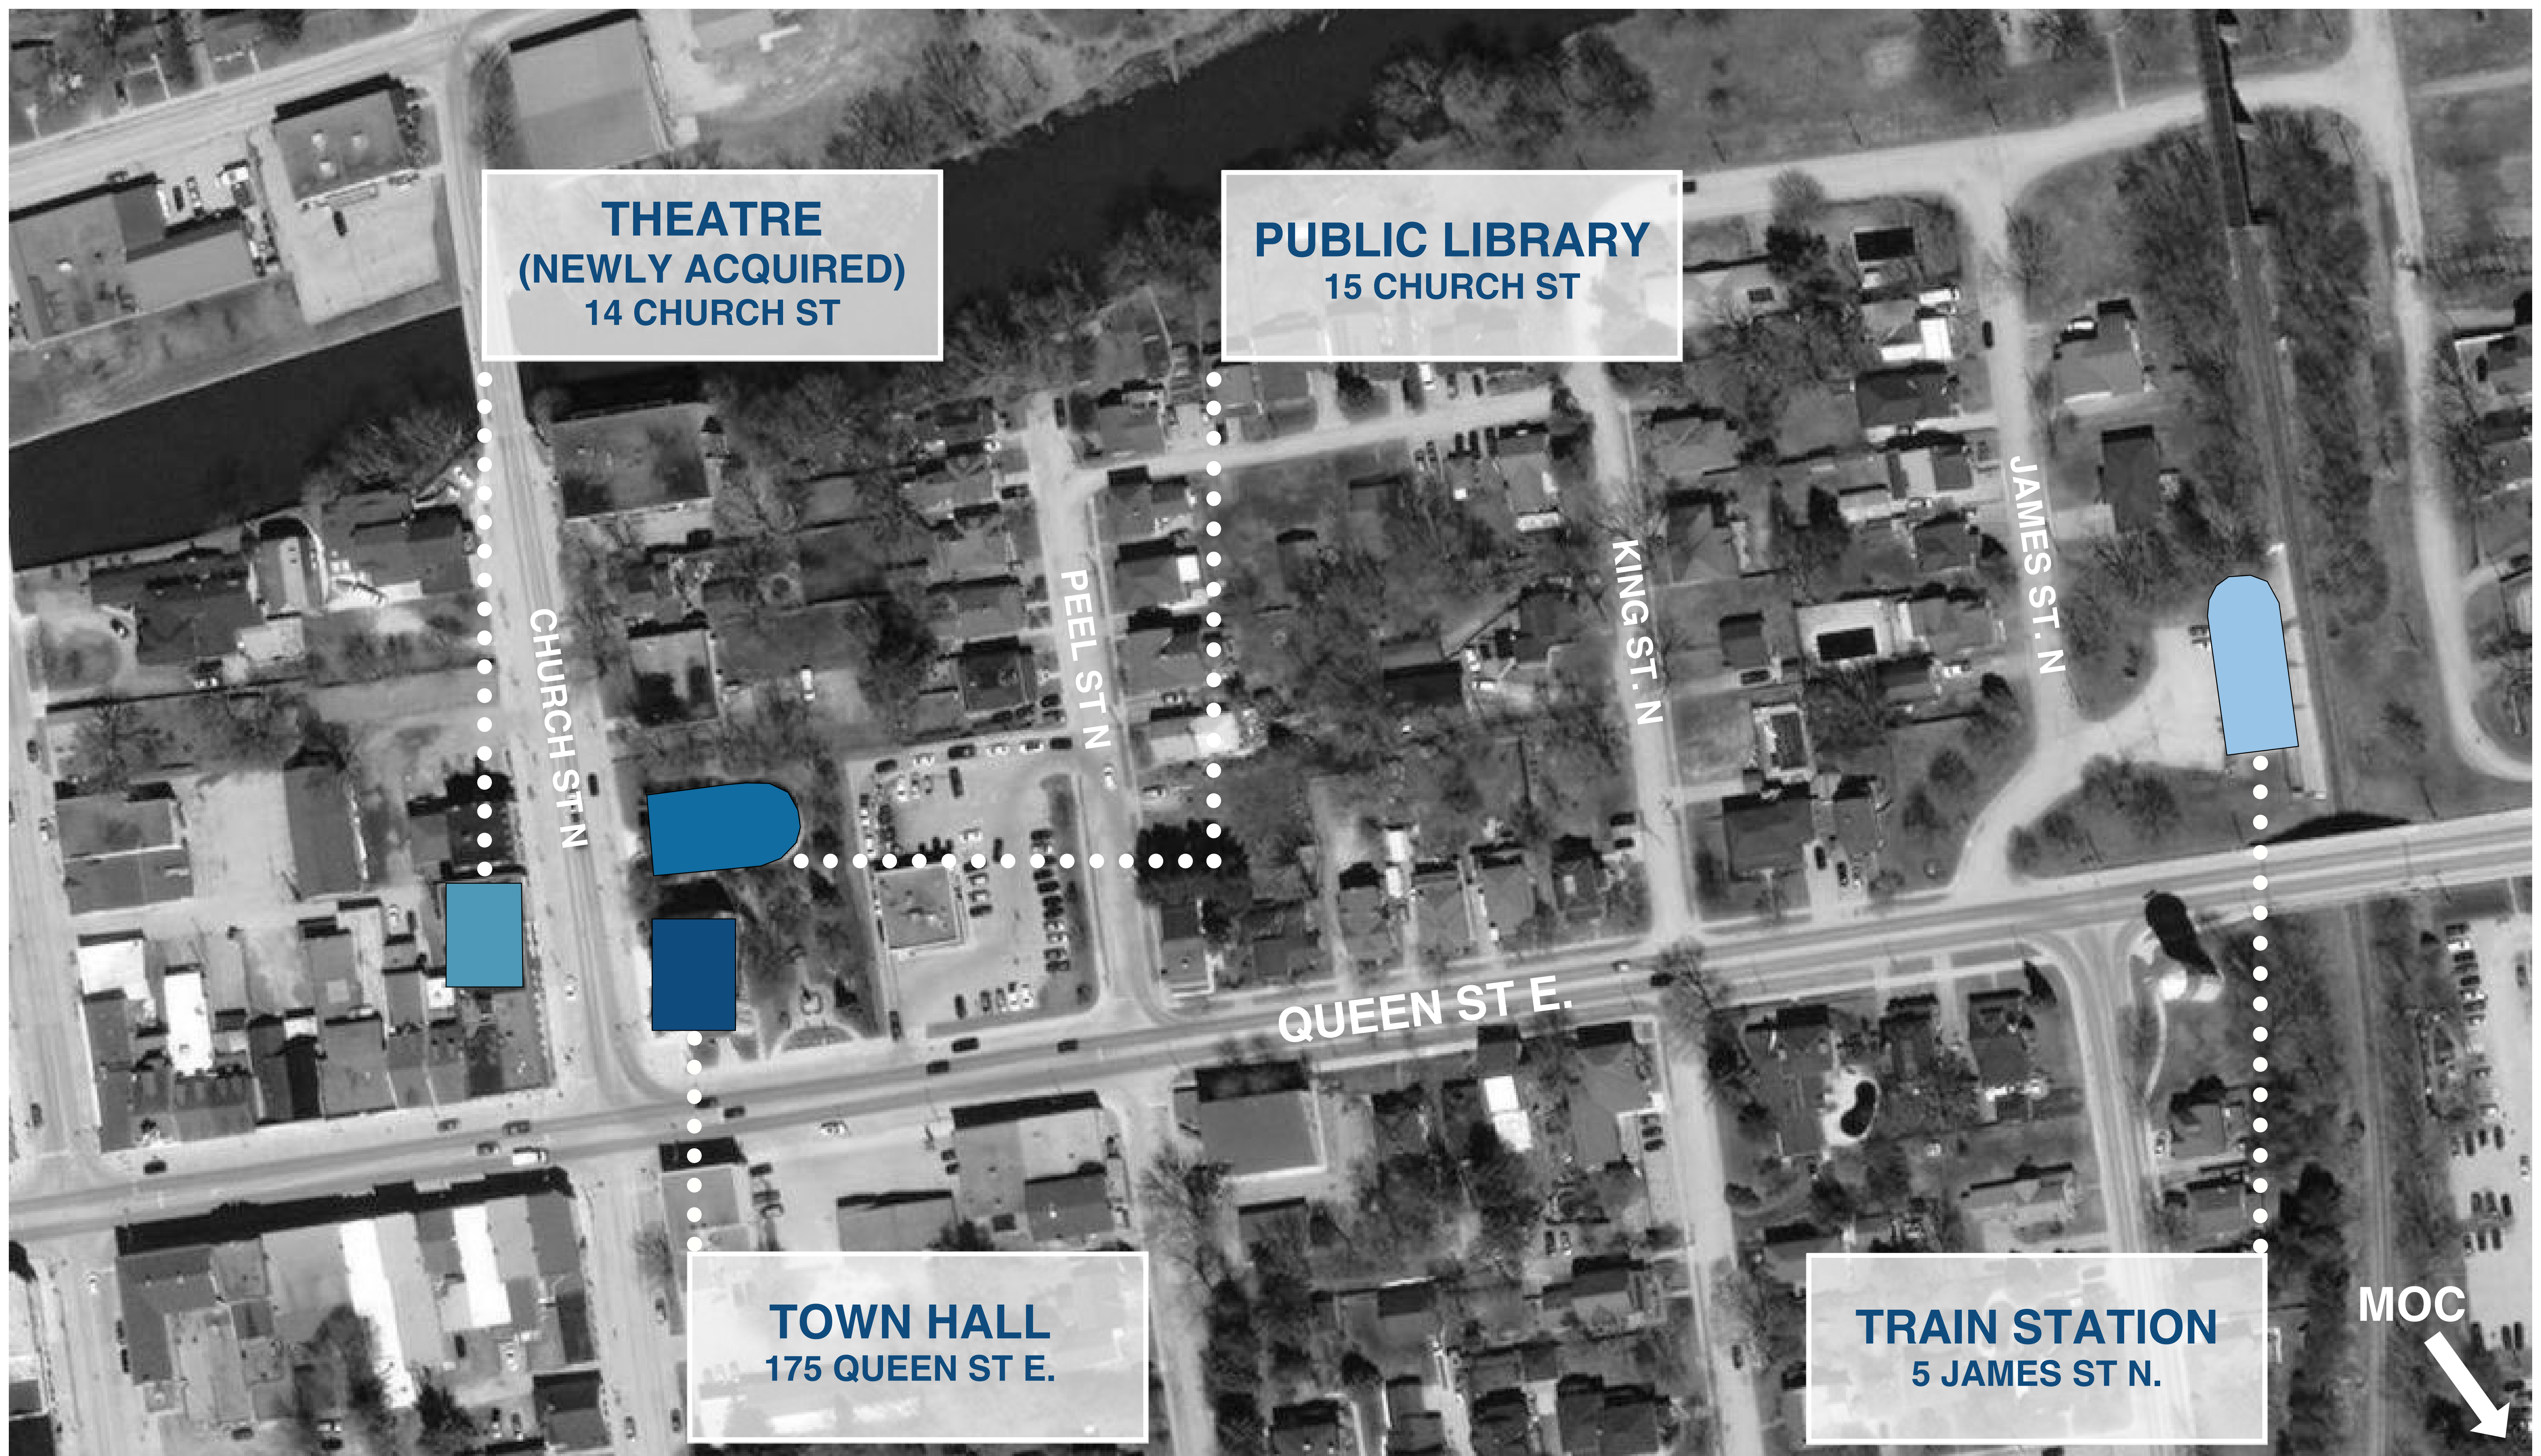 THEATRE
(NEWLY ACQUIRED)
14 CHURCH ST
PUBLIC LIBRARY
15 CHURCH ST
CHURCH ST N
PEEL ST N
KING ST. N
JAMES ST. N
QUEEN ST E.
TOWN HALL
175 QUEEN ST E.
TRAIN STATION
5 JAMES ST N.
MOC